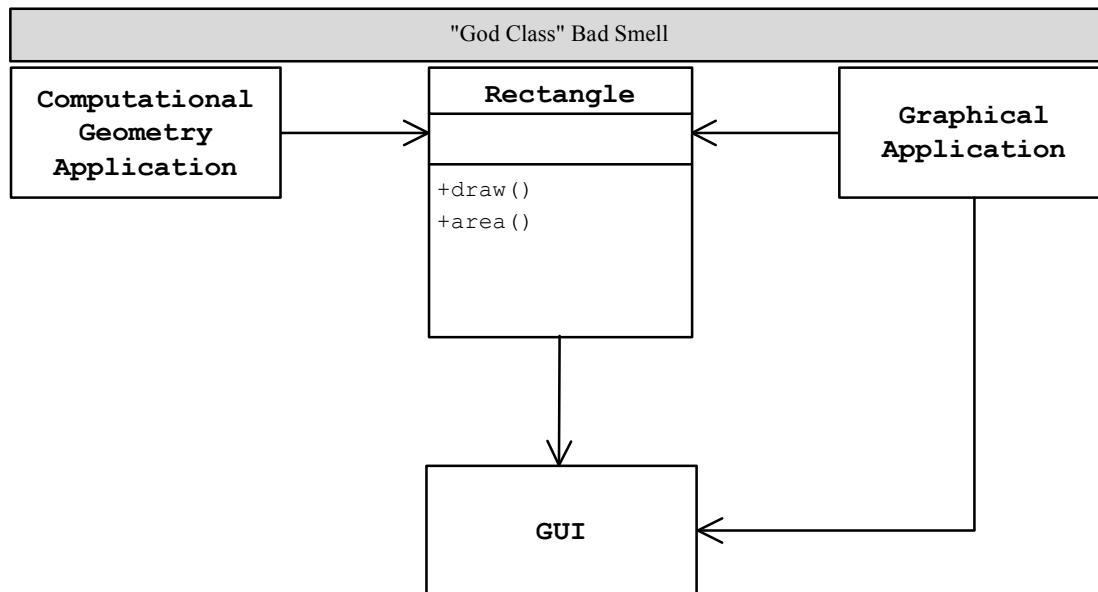 "God Class" Bad Smell
Computational
Geometry
Application
Rectangle
+draw()
+area()
Graphical
Application
GUI